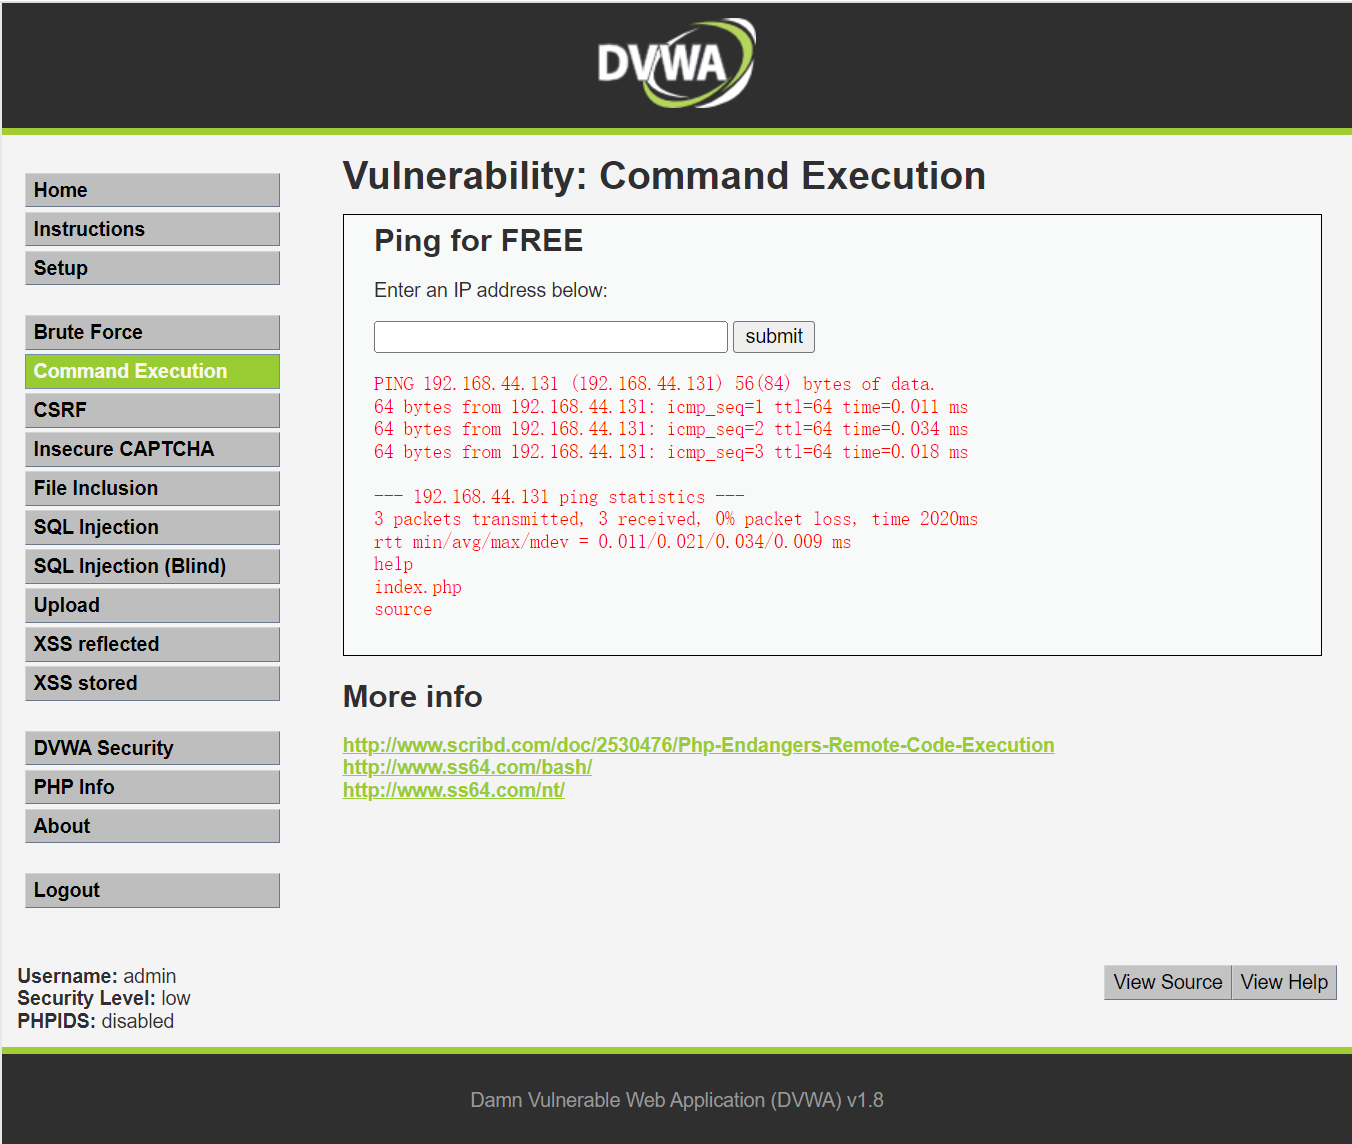 DVWA
Home
Instructions
Setup
Brute Force
Command Execution
CSRF
Insecure CAPTCHA
File Inclusion
SQL Injection
SQL Injection (Blind)
Upload
XSS reflected
XSS stored
DVWA Security
PHP Info
About
Logout
Vulnerability: Command Execution
Ping for FREE
Enter an IP address below:
submit
PING 192.168.44.131 (192.168.44.131) 56(84) bytes of data.
64 bytes from 192.168.44.131: icmp_seq=1 ttl=64 time=0.011 ms
64 bytes from 192.168.44.131: icmp_seq=2 ttl=64 time=0.034 ms
64 bytes from 192.168.44.131: icmp_seq=3 ttl=64 time=0.018 ms
--- 192.168.44.131 ping statistics ---
3 packets transmitted, 3 received, 0% packet loss, time 2020ms
rtt min/avg/max/mdev = 0.011/0.021/0.034/0.009 ms
help
index.php
source
More info
http://www.scribd.com/doc/2530476/Php-Endangers-Remote-Code-Execution
http://www.ss64.com/bash/
http://www.ss64.com/nt/
Username: admin
Security Level: low
PHPIDS: disabled
View Source
View Help
Damn Vulnerable Web Application (DVWA) v1.8